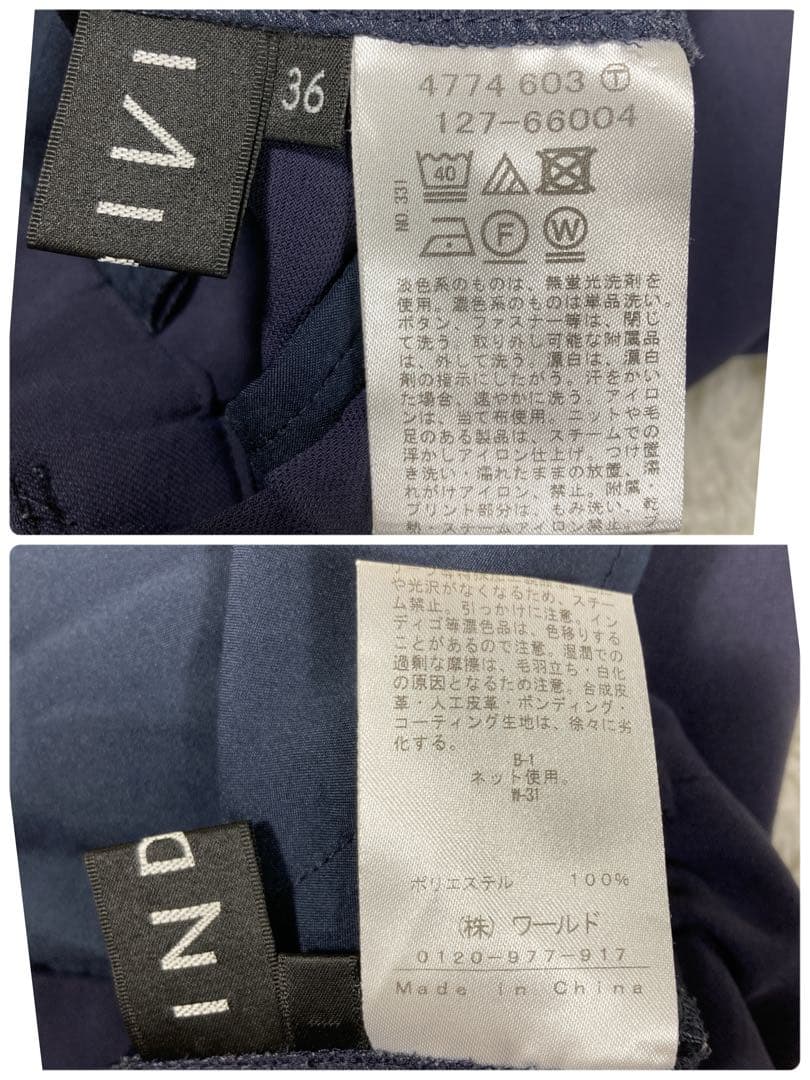 IVI
36
4774 603 Ⓣ
127-66004
NO.331
40
F
W
淡色系のものは、無蛍光洗剤を
使用。濃色系のものは単品洗い。
ボタン、ファスナー等は、閉じ
て洗う。取り外し可能な附属品
は、外して洗う。漂白は、漂白
剤の指示にしたがう。汗をかい
た場合、速やかに洗う。アイロ
ンは、当て布使用。ニットや毛
足のある製品は、スチームでの
浮かしアイロン仕上げ。つけ置
き洗い・濡れたままの放置、濡
れがけアイロン、禁止。附属
プリント部分は、もみ洗い、乾
熱・スチームアイロン禁止。プ
や光沢がなくなるため、スチー
ム禁止。引っかけに注意。イン
ディゴ等濃色品は、色移りする
ことがあるので注意。湿潤での
過剰な摩擦は、毛羽立ち・白化
の原因となるため注意。合成皮
革・人工皮革・ボンディング・
コーティング生地は、徐々に劣
化する。
B-1
ネット使用。
W-31
ポリエステル 100%
(株) ワールド
0120-977-917
Made in China
IND